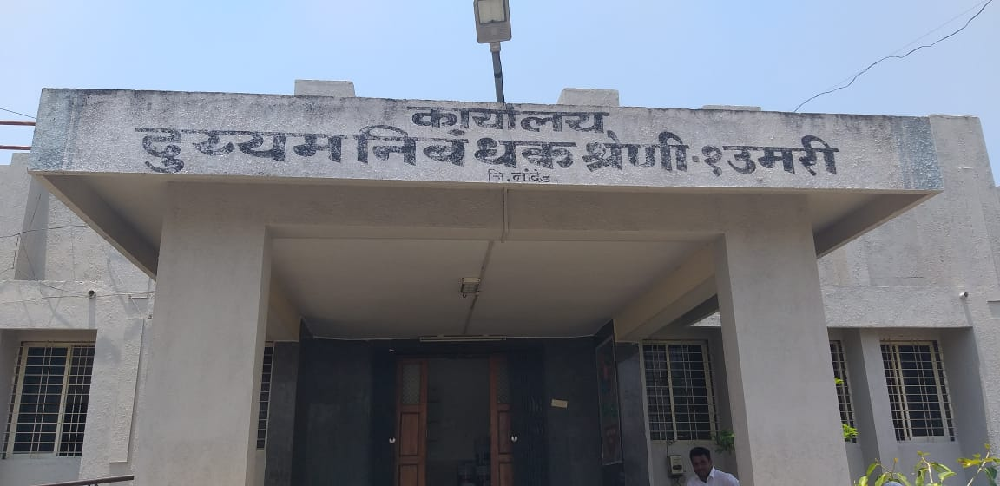 कार्यालय
दुय्यम निबंधक श्रेणी-१ उमरी
जि. नांदेड